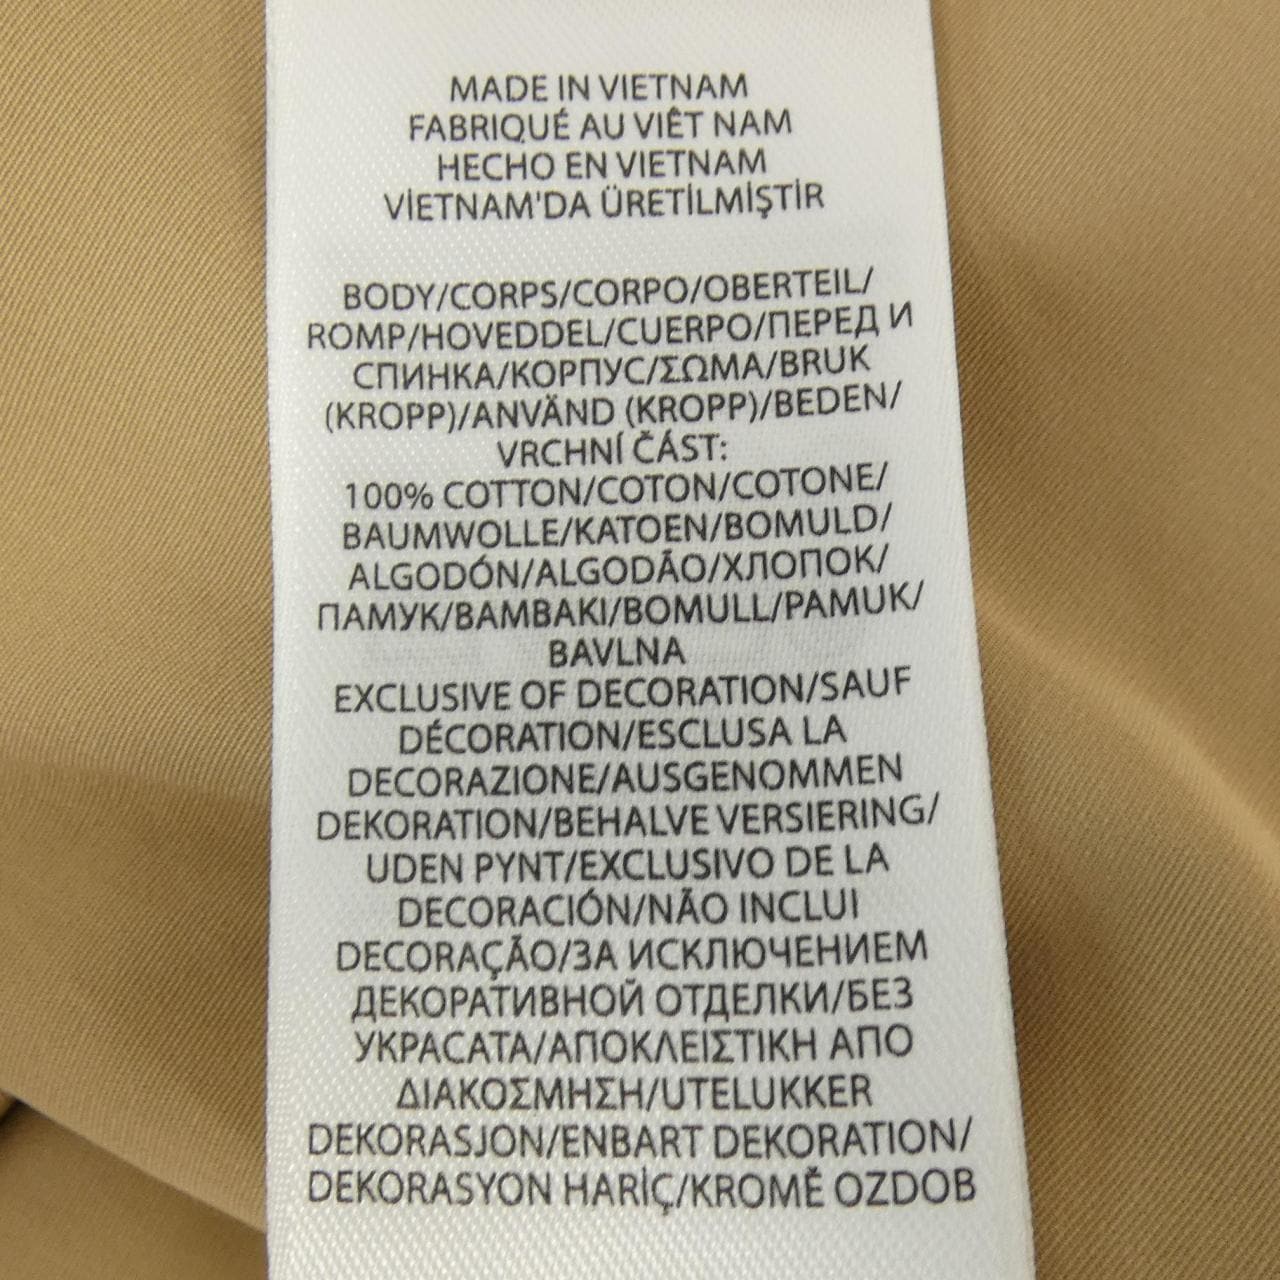 MADE IN VIETNAM
FABRIQUÉ AU VIÊT NAM
HECHO EN VIETNAM
VİETNAM'DA ÜRETİLMİŞTİR
BODY/CORPS/CORPO/OBERTEIL/
ROMP/HOVEDDEL/CUERPO/ПЕРЕД И
СПИНКА/КОРПУС/ΣΩΜΑ/BRUK
(KROPP)/ANVÄND (KROPP)/BEDEN/
VRCHNÍ ČÁST:
100% COTTON/COTON/COTONE/
BAUMWOLLE/KATOEN/BOMULD/
ALGODÓN/ALGODÃO/ХЛОПОК/
ПАМУК/BAMBAKI/BOMULL/PAMUK/
BAVLNA
EXCLUSIVE OF DECORATION/SAUF
DÉCORATION/ESCLUSA LA
DECORAZIONE/AUSGENOMMEN
DEKORATION/BEHALVE VERSIERING/
UDEN PYNT/EXCLUSIVO DE LA
DECORACIÓN/NÃO INCLUI
DECORAÇÃO/ЗА ИСКЛЮЧЕНИЕМ
ДЕКОРАТИВНОЙ ОТДЕЛКИ/БЕЗ
УКРАСАТА/ΑΠΟΚΛΕΙΣΤΙΚΗ ΑΠΟ
ΔΙΑΚΟΣΜΗΣΗ/UTELUKKER
DEKORASJON/ENBART DEKORATION/
DEKORASYON HARİÇ/KROMĚ OZDOB